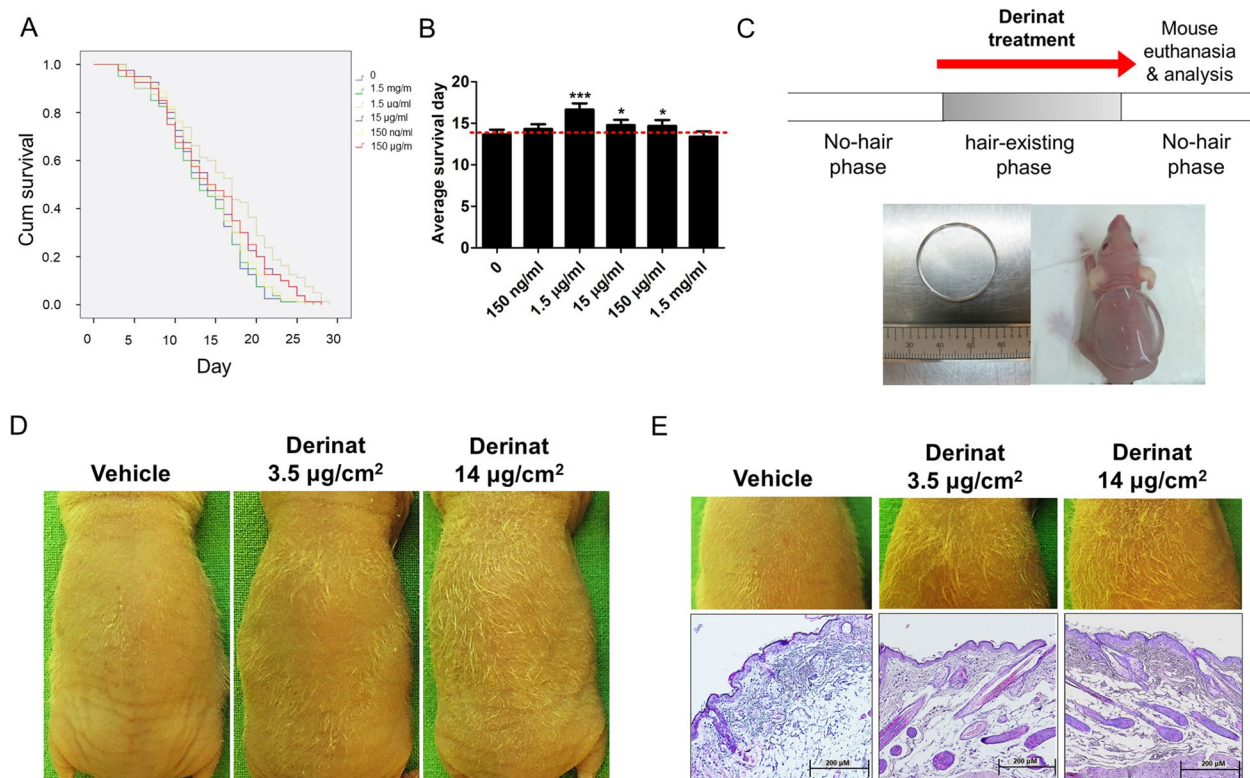 A
1.0
0.8
0.6
0.4
0.2
0.0
0
5
10
15
20
25
30
Cum survival
Day
0
1.5 mg/m
1.5 µg/ml
15 µg/ml
150 ng/ml
150 µg/m
B
20
15
10
5
0
Average survival day
***
*
*
0
150 ng/ml
1.5 µg/ml
15 µg/ml
150 µg/ml
1.5 mg/ml
C
Derinat
treatment
Mouse
euthanasia
& analysis
No-hair
phase
hair-existing
phase
No-hair
phase
30
40
50
60
D
Vehicle
Derinat
3.5 µg/cm²
Derinat
14 µg/cm²
E
Vehicle
Derinat
3.5 µg/cm²
Derinat
14 µg/cm²
200 µM
200 µM
200 µM